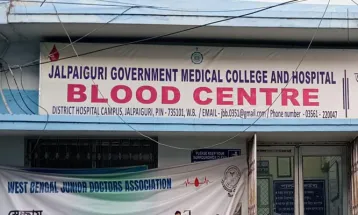 JALPAIGURI GOVERNMENT MEDICAL COLLEGE AND HOSPITAL
BLOOD CENTRE
DISTRICT HOSPITAL CAMPUS, JALPAIGURI, PIN - 735101, W.B. / EMAIL - jbb.0351@gmail.com / Phone number - 03561 - 220047
WEST BENGAL JUNIOR DOCTORS ASSOCIATION